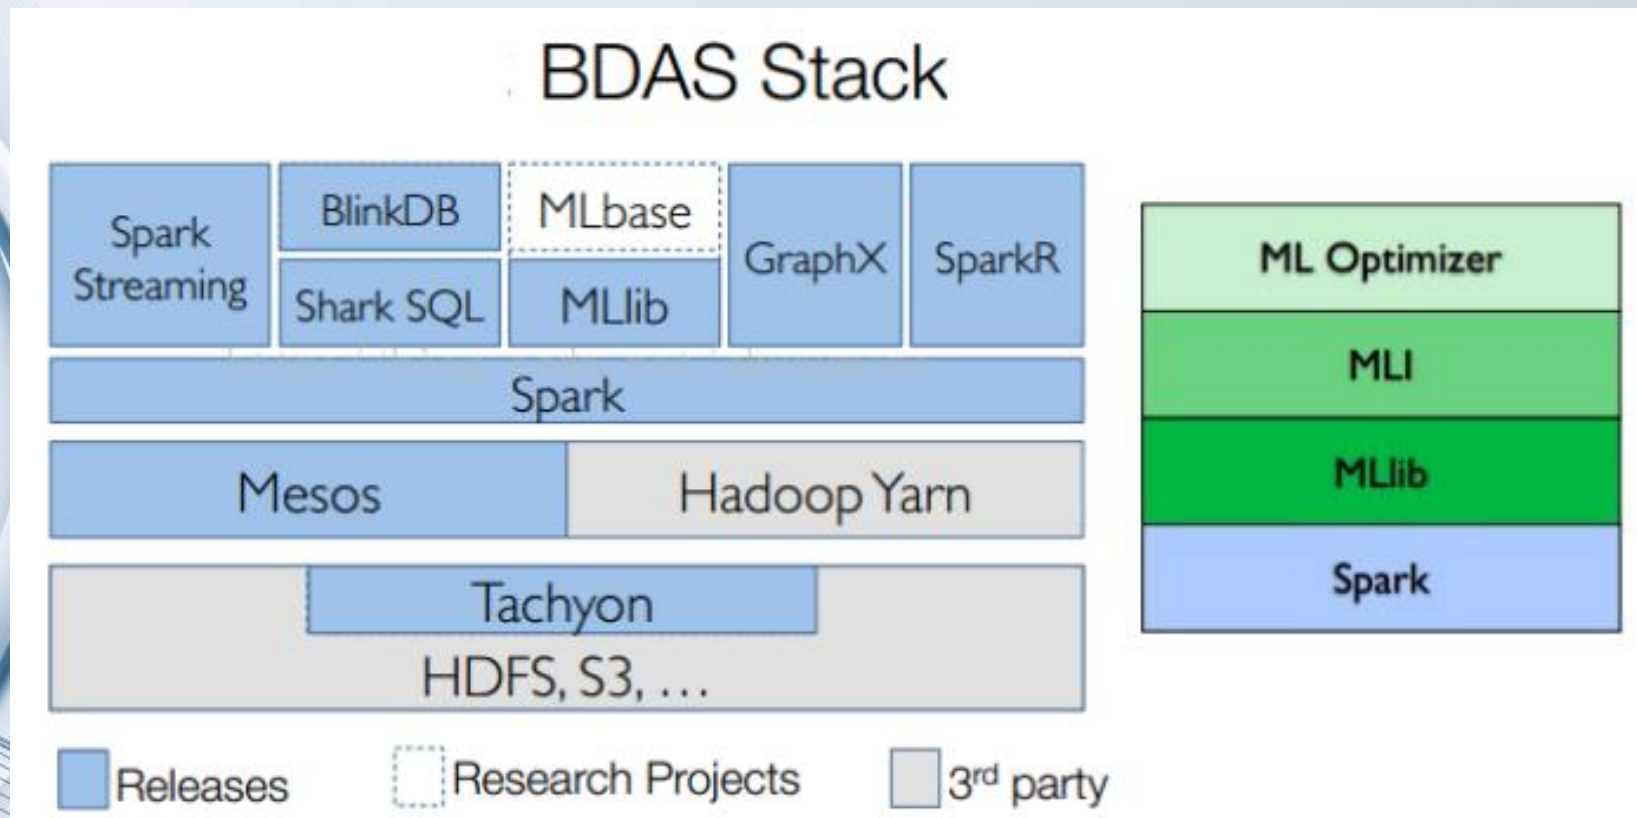 BDAS Stack
Spark
Streaming
BlinkDB
Shark SQL
MLbase
MLlib
GraphX
SparkR
Spark
Mesos
Hadoop Yarn
Tachyon
HDFS, S3, ...
Releases
Research Projects
3rd party
ML Optimizer
MLI
MLlib
Spark